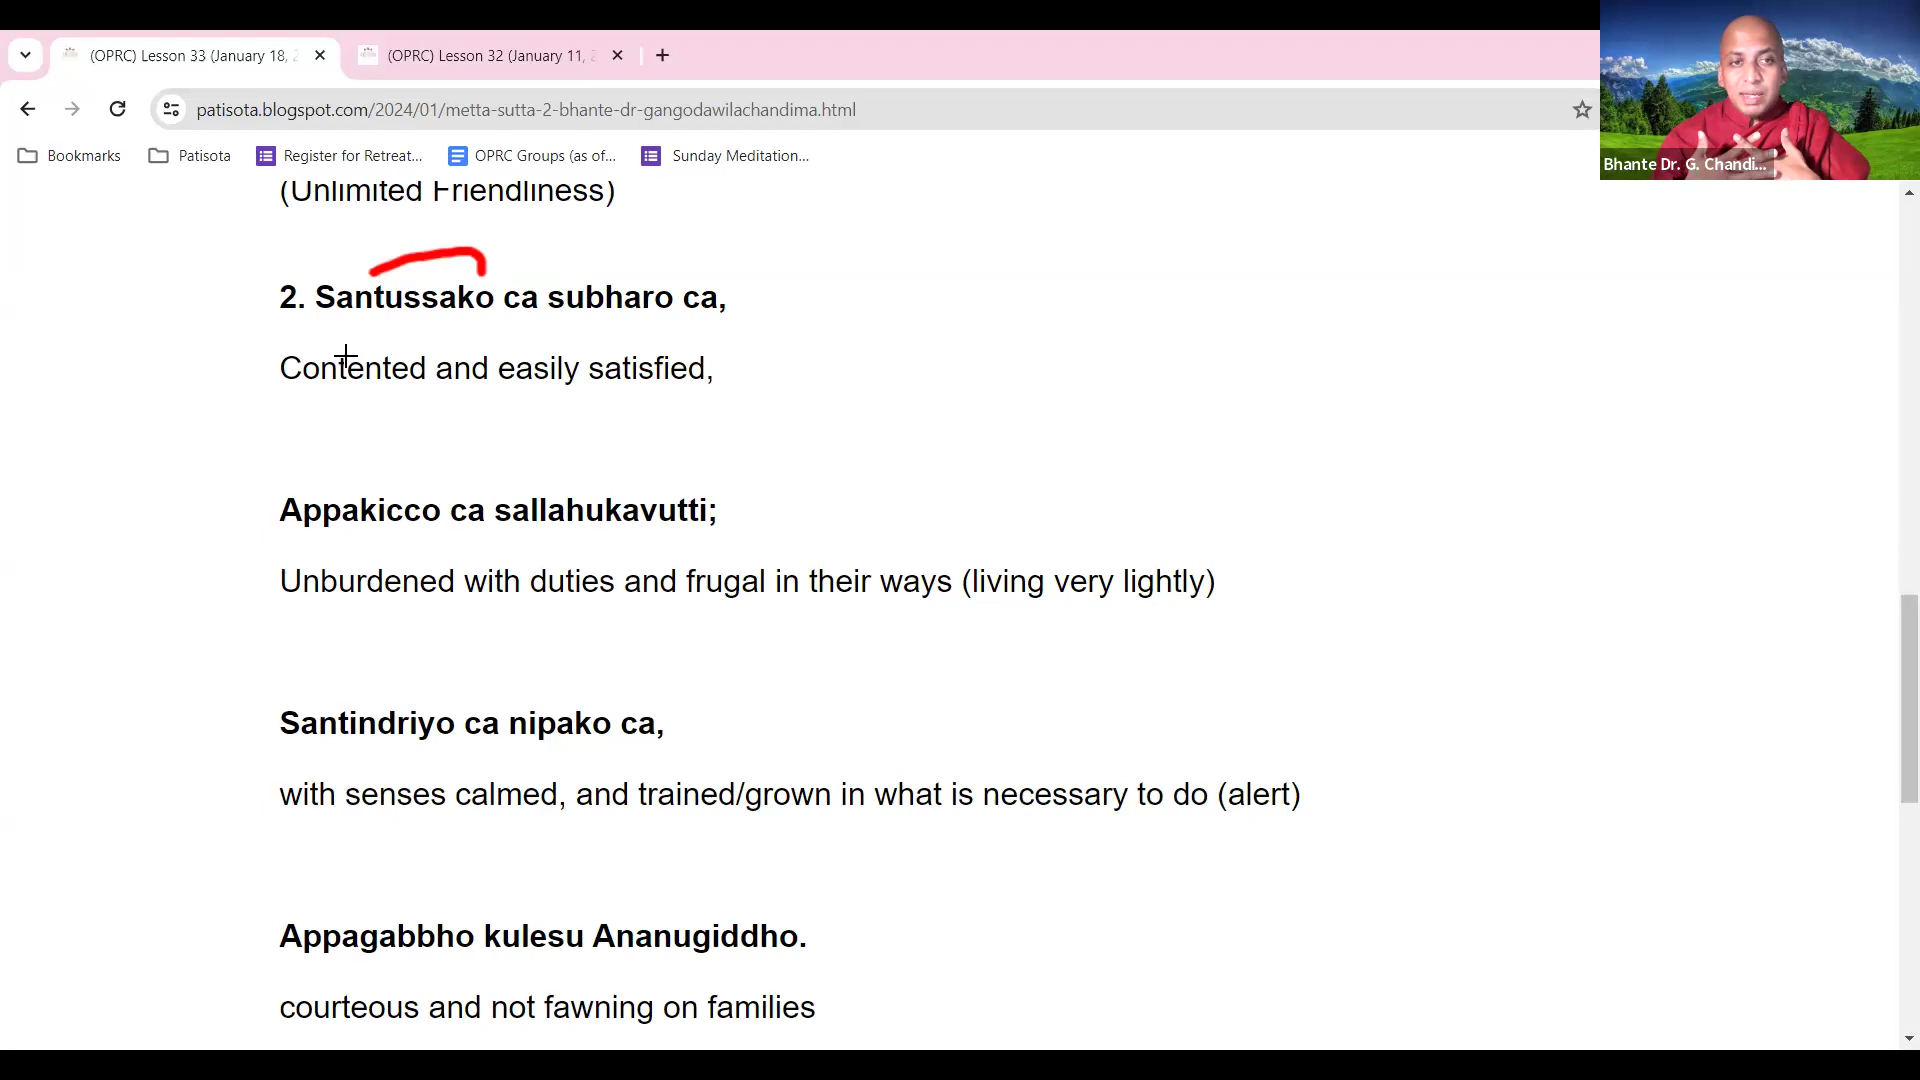 (OPRC) Lesson 33 (January 18,
(OPRC) Lesson 32 (January 11,
patisota.blogspot.com/2024/01/metta-sutta-2-bhante-dr-gangodawilachandima.html
Bookmarks Patisota Register for Retreat... OPRC Groups (as of... Sunday Meditation...
Bhante Dr. G. Chandi...
(Unlimited Friendliness)
2. Santussako ca subharo ca,
Contented and easily satisfied,
Appakicco ca sallahukavutti;
Unburdened with duties and frugal in their ways (living very lightly)
Santindriyo ca nipako ca,
with senses calmed, and trained/grown in what is necessary to do (alert)
Appagabbho kulesu Ananugiddho.
courteous and not fawning on families